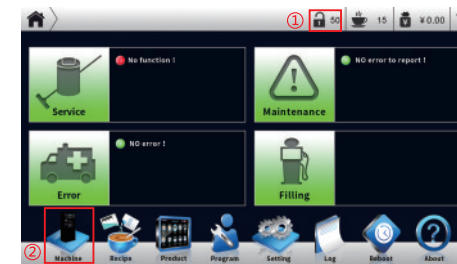 ① 50 15 ¥0.00
No function !
NO error to report !
Service
Maintenance
NO error !
Error
Filling
②
Machine Recipe Product Program Setting Log Reboot About